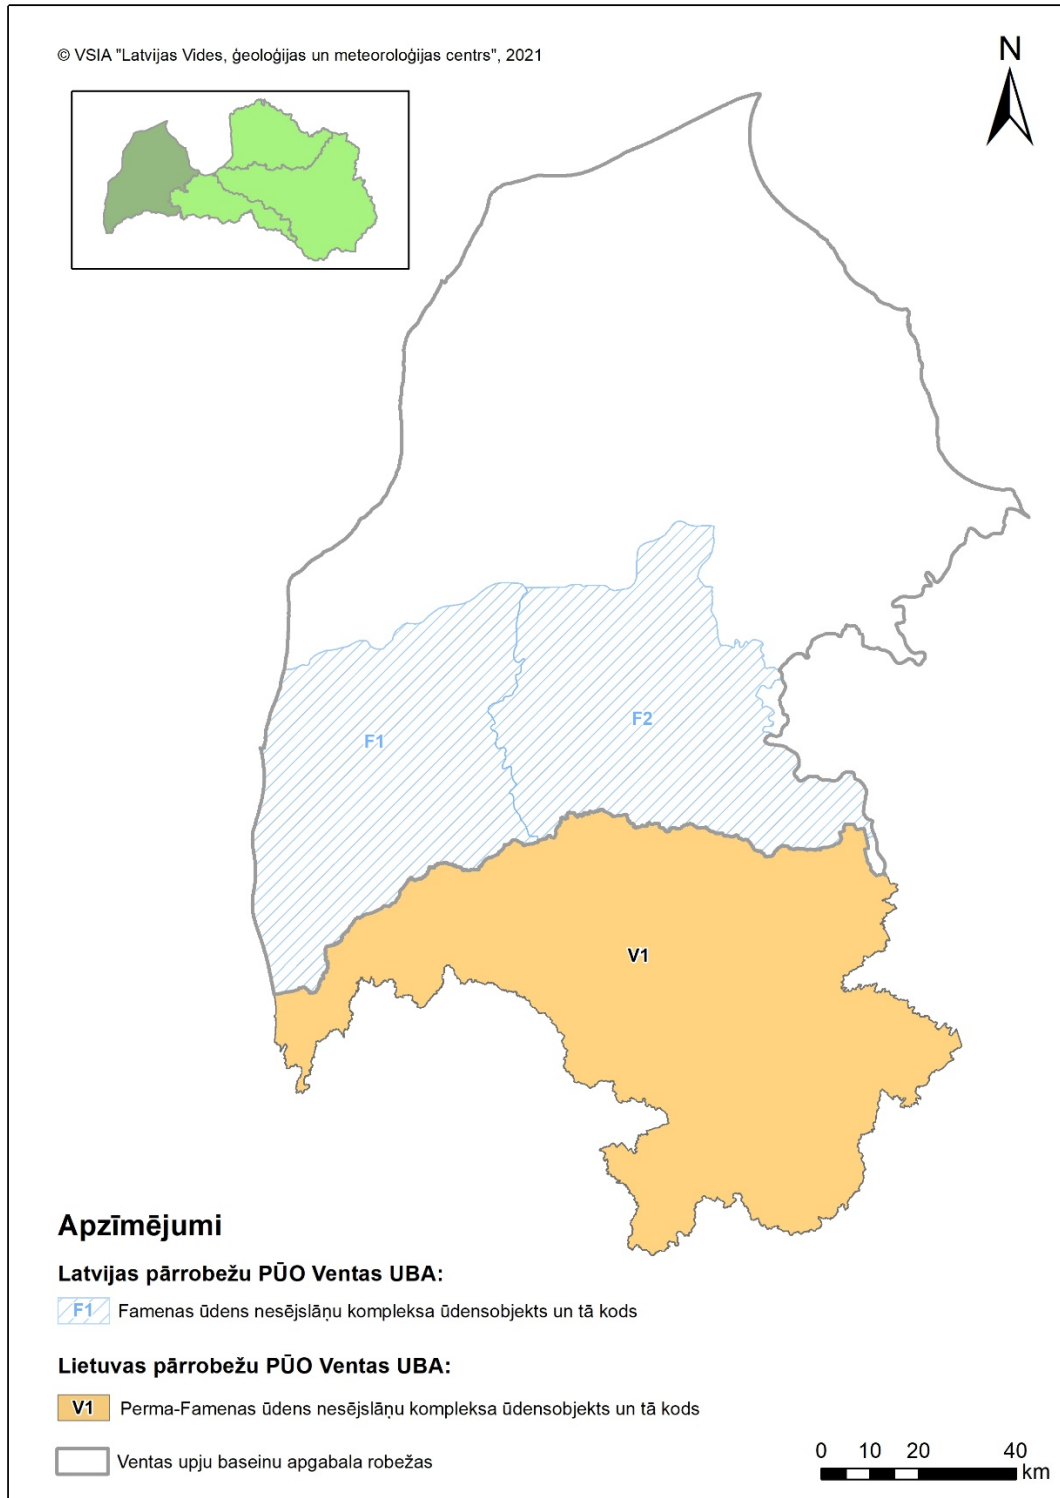 © VSIA "Latvijas Vides, ģeoloģijas un meteoroloģijas centrs", 2021
N
F1
F2
V1
Apzīmējumi
Latvijas pārrobežu PŪO Ventas UBA:
F1 Famenas ūdens nesējslāņu kompleksa ūdensobjekts un tā kods
Lietuvas pārrobežu PŪO Ventas UBA:
V1 Perma-Famenas ūdens nesējslāņu kompleksa ūdensobjekts un tā kods
Ventas upju baseinu apgabala robežas
0 10 20 40
km